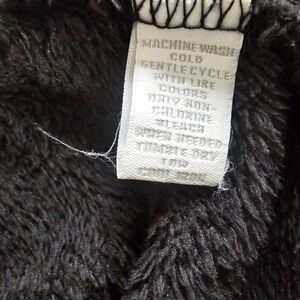 MACHINE WASH
COLD
GENTLE CYCLE
WITH LIKE
COLORS
ONLY NON-
CHLORINE
BLEACH
WHEN NEEDED
TUMBLE DRY
LOW
COOL IRON